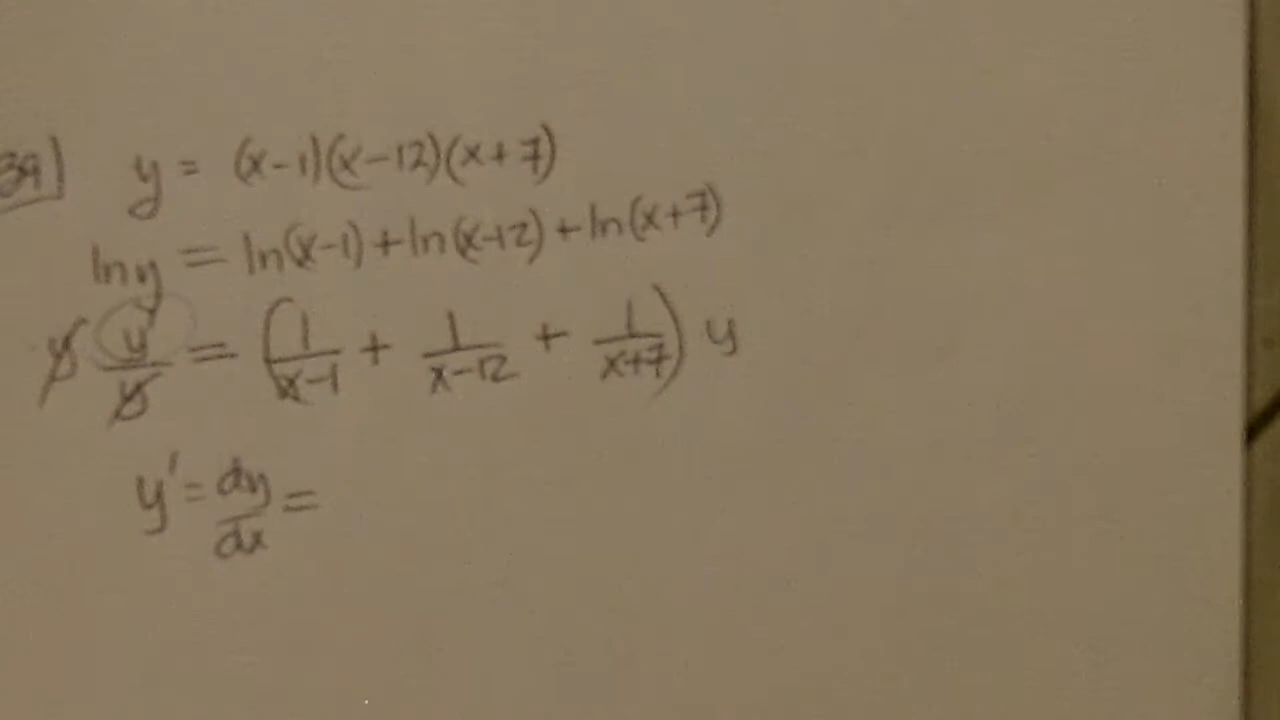 39) y = (x-1)(x-12)(x+7)
ln y = ln(x-1) + ln(x-12) + ln(x+7)
y y'/y = (1/(x-1) + 1/(x-12) + 1/(x+7)) y
y' = dy/dx =